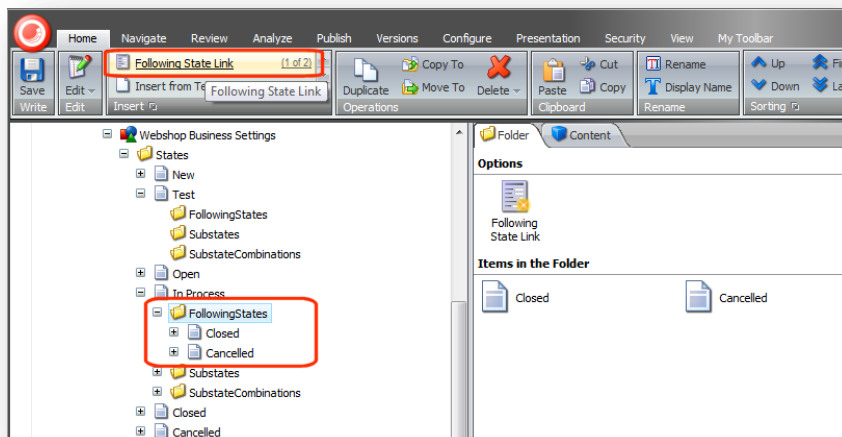 Home Navigate Review Analyze Publish Versions Configure Presentation Security View My Toolbar
Following State Link (1 of 2)
Insert from
Following State Link
Save
Write
Edit
Edit
Insert
Duplicate
Copy To
Move To
Delete
Operations
Paste
Cut
Copy
Clipboard
Rename
Display Name
Rename
Up
Down
Sorting
Webshop Business Settings
States
New
Test
FollowingStates
Substates
SubstateCombinations
Open
In Process
FollowingStates
Closed
Cancelled
Substates
SubstateCombinations
Closed
Cancelled
Folder
Content
Options
Following
State Link
Items in the Folder
Closed
Cancelled